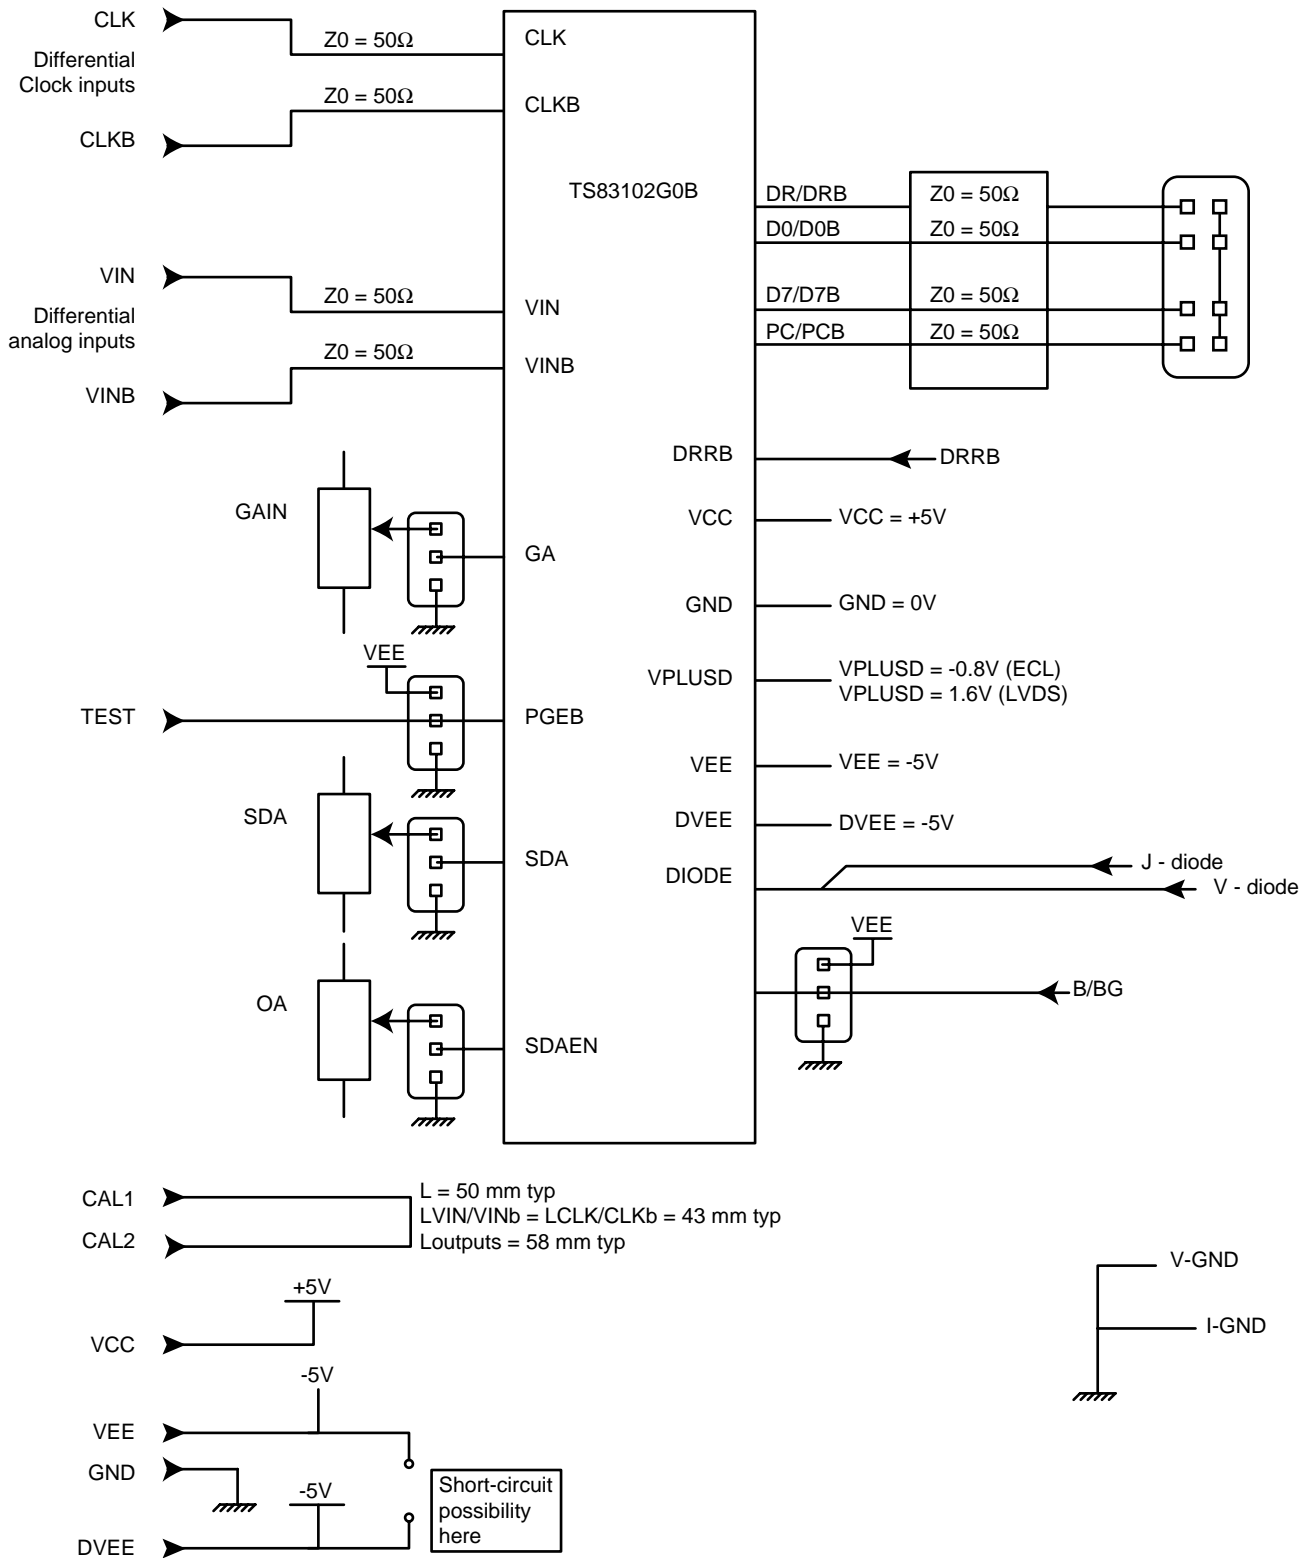 CLK
Z0 = 50Ω
CLK
Differential
Clock inputs
Z0 = 50Ω
CLKB
CLKB
TS83102G0B
DR/DRB
Z0 = 50Ω
D0/D0B
Z0 = 50Ω
VIN
Z0 = 50Ω
VIN
D7/D7B
Z0 = 50Ω
Differential
analog inputs
PC/PCB
Z0 = 50Ω
Z0 = 50Ω
VINB
VINB
DRRB
DRRB
GAIN
VCC
VCC = +5V
GA
GND
GND = 0V
VEE
VPLUSD
VPLUSD = -0.8V (ECL)
VPLUSD = 1.6V (LVDS)
TEST
PGEB
VEE
VEE = -5V
SDA
DVEE
DVEE = -5V
SDA
DIODE
J - diode
V - diode
VEE
OA
B/BG
SDAEN
CAL1
L = 50 mm typ
LVIN/VINb = LCLK/CLKb = 43 mm typ
CAL2
Loutputs = 58 mm typ
V-GND
+5V
I-GND
VCC
-5V
VEE
GND
-5V
Short-circuit
possibility
here
DVEE